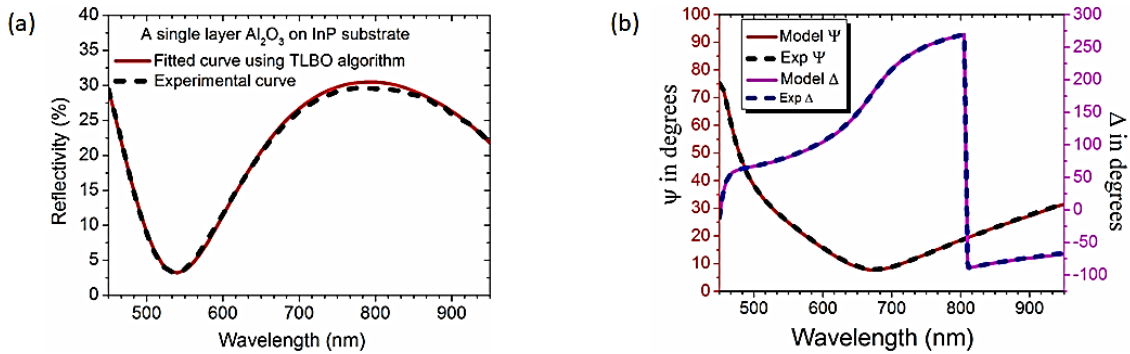 (a)
A single layer Al₂O₃ on InP substrate
Fitted curve using TLBO algorithm
Experimental curve
Reflectivity (%)
40
35
30
25
20
15
10
5
0
500 600 700 800 900
Wavelength (nm)
(b)
Model Ψ
Exp Ψ
Model Δ
Exp Δ
Ψ in degrees
100
90
80
70
60
50
40
30
20
10
0
500 600 700 800 900
Wavelength (nm)
300
250
200
150
100
50
0
-50
-100
Δ in degrees